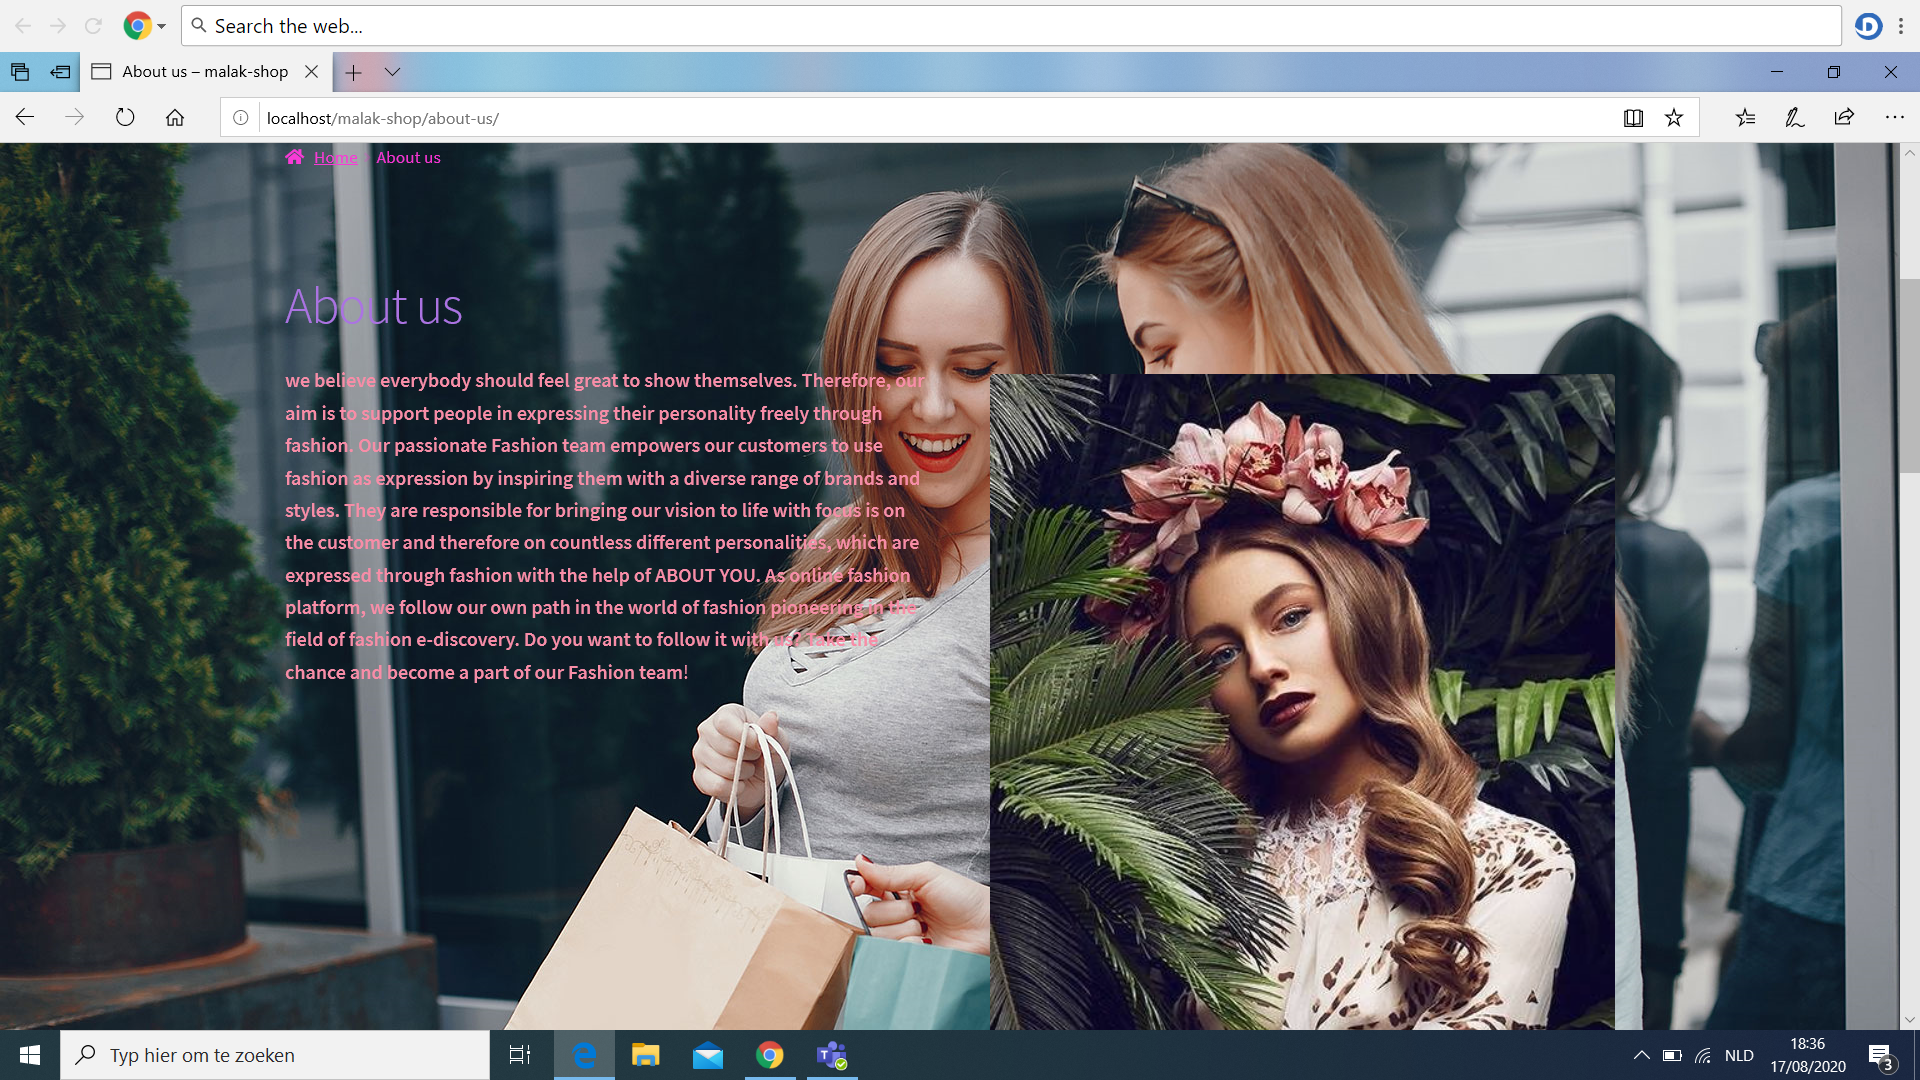 Search the web...
About us – malak-shop
localhost/malak-shop/about-us/
Home About us
About us
we believe everybody should feel great to show themselves. Therefore, our
aim is to support people in expressing their personality freely through
fashion. Our passionate Fashion team empowers our customers to use
fashion as expression by inspiring them with a diverse range of brands and
styles. They are responsible for bringing our vision to life with focus is on
the customer and therefore on countless different personalities, which are
expressed through fashion with the help of ABOUT YOU. As online fashion
platform, we follow our own path in the world of fashion pioneering in the
field of fashion e-discovery. Do you want to follow it with us? Take the
chance and become a part of our Fashion team!
Typ hier om te zoeken
NLD
18:36
17/08/2020
3